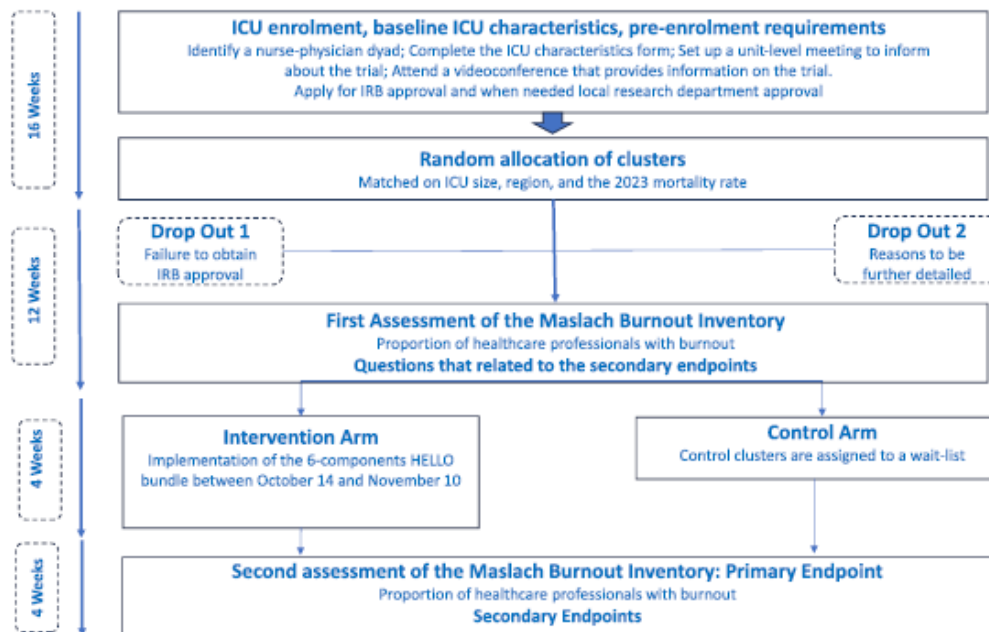 ICU enrolment, baseline ICU characteristics, pre-enrolment requirements
Identify a nurse-physician dyad; Complete the ICU characteristics form; Set up a unit-level meeting to inform
about the trial; Attend a videoconference that provides information on the trial.
Apply for IRB approval and when needed local research department approval
16 Weeks
Random allocation of clusters
Matched on ICU size, region, and the 2023 mortality rate
Drop Out 1
Failure to obtain
IRB approval
Drop Out 2
Reasons to be
further detailed
12 Weeks
First Assessment of the Maslach Burnout Inventory
Proportion of healthcare professionals with burnout
Questions that related to the secondary endpoints
4 Weeks
Intervention Arm
Implementation of the 6-components HELLO
bundle between October 14 and November 10
Control Arm
Control clusters are assigned to a wait-list
4 Weeks
Second assessment of the Maslach Burnout Inventory: Primary Endpoint
Proportion of healthcare professionals with burnout
Secondary Endpoints